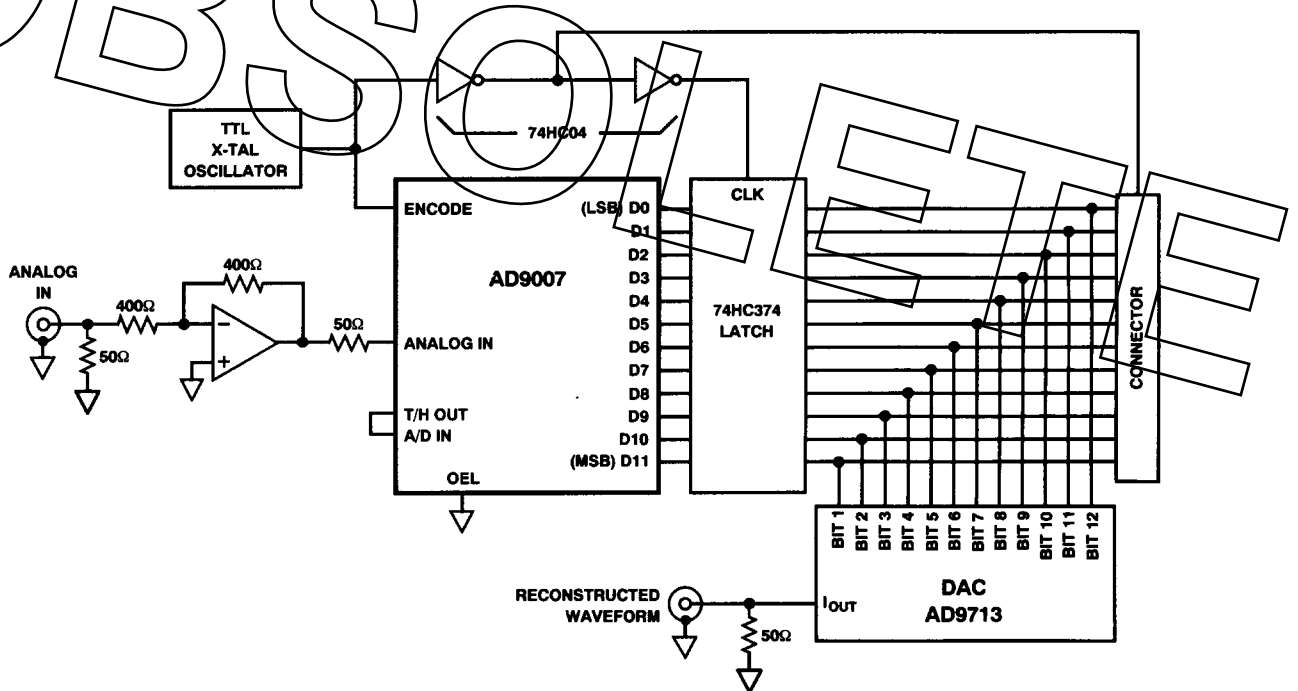 OBSOLETE
TTL
X-TAL
OSCILLATOR
74HC04
ENCODE
(LSB) D0
D1
D2
D3
D4
D5
D6
D7
D8
D9
D10
(MSB) D11
AD9007
CLK
74HC374
LATCH
CONNECTOR
ANALOG
IN
400Ω
400Ω
50Ω
50Ω
−
+
ANALOG IN
T/H OUT
A/D IN
OEL
BIT 1
BIT 2
BIT 3
BIT 4
BIT 5
BIT 6
BIT 7
BIT 8
BIT 9
BIT 10
BIT 11
BIT 12
DAC
AD9713
IOUT
RECONSTRUCTED
WAVEFORM
50Ω